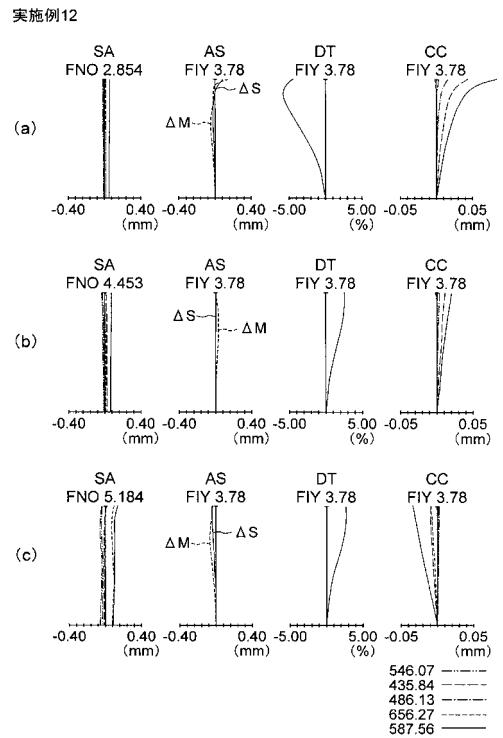 実施例12
SA AS DT CC
FNO 2.854 FIY 3.78 FIY 3.78 FIY 3.78
ΔS
ΔM
(a)
-0.40 0.40 -0.40 0.40 -5.00 5.00 -0.05 0.05
(mm) (mm) (%) (mm)
SA AS DT CC
FNO 4.453 FIY 3.78 FIY 3.78 FIY 3.78
ΔS
ΔM
(b)
-0.40 0.40 -0.40 0.40 -5.00 5.00 -0.05 0.05
(mm) (mm) (%) (mm)
SA AS DT CC
FNO 5.184 FIY 3.78 FIY 3.78 FIY 3.78
ΔS
ΔM
(c)
-0.40 0.40 -0.40 0.40 -5.00 5.00 -0.05 0.05
(mm) (mm) (%) (mm)
546.07
435.84
486.13
656.27
587.56